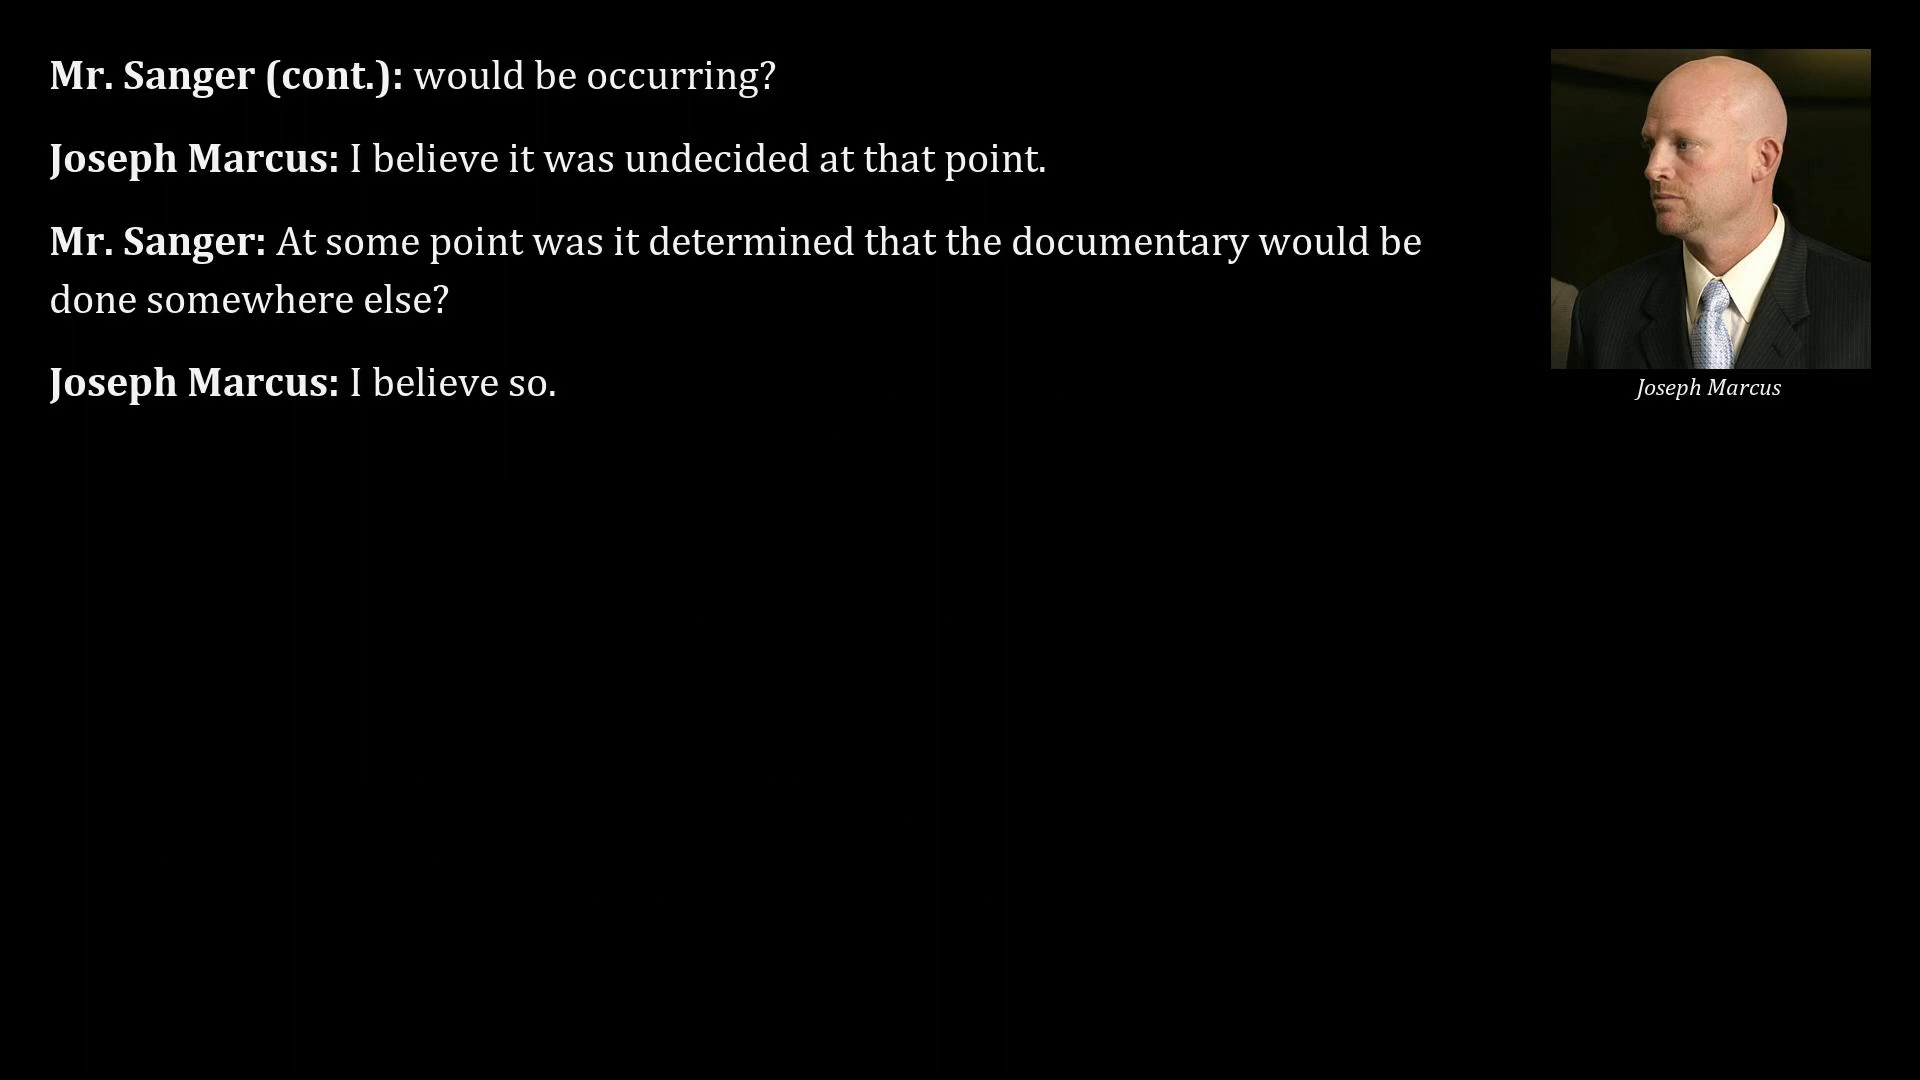 Mr. Sanger (cont.): would be occurring?
Joseph Marcus: I believe it was undecided at that point.
Mr. Sanger: At some point was it determined that the documentary would be
done somewhere else?
Joseph Marcus: I believe so.
Joseph Marcus